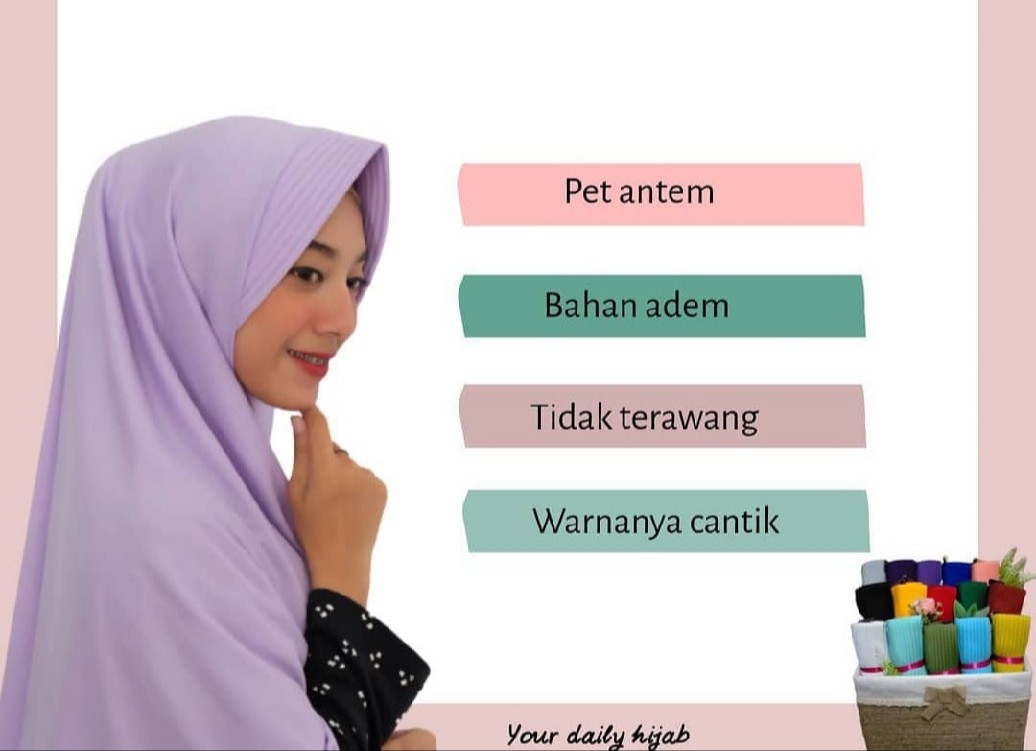 Pet antem
Bahan adem
Tidak terawang
Warnanya cantik
Your daily hijab